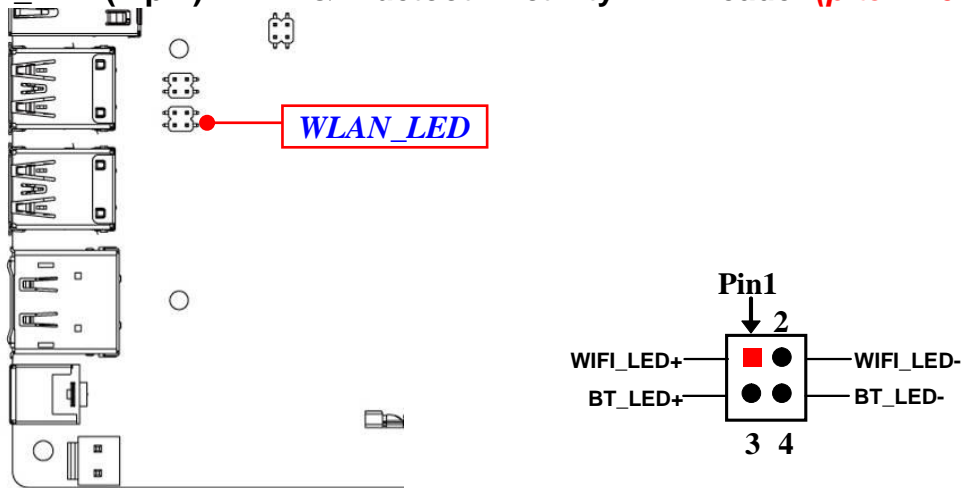 WLAN_LED
Pin1
2
WIFI_LED+ WIFI_LED-
BT_LED+ BT_LED-
3 4